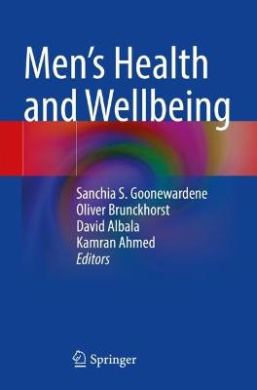 Men's Health
and Wellbeing
Sanchia S. Goonewardene
Oliver Brunckhorst
David Albala
Kamran Ahmed
Editors
Springer